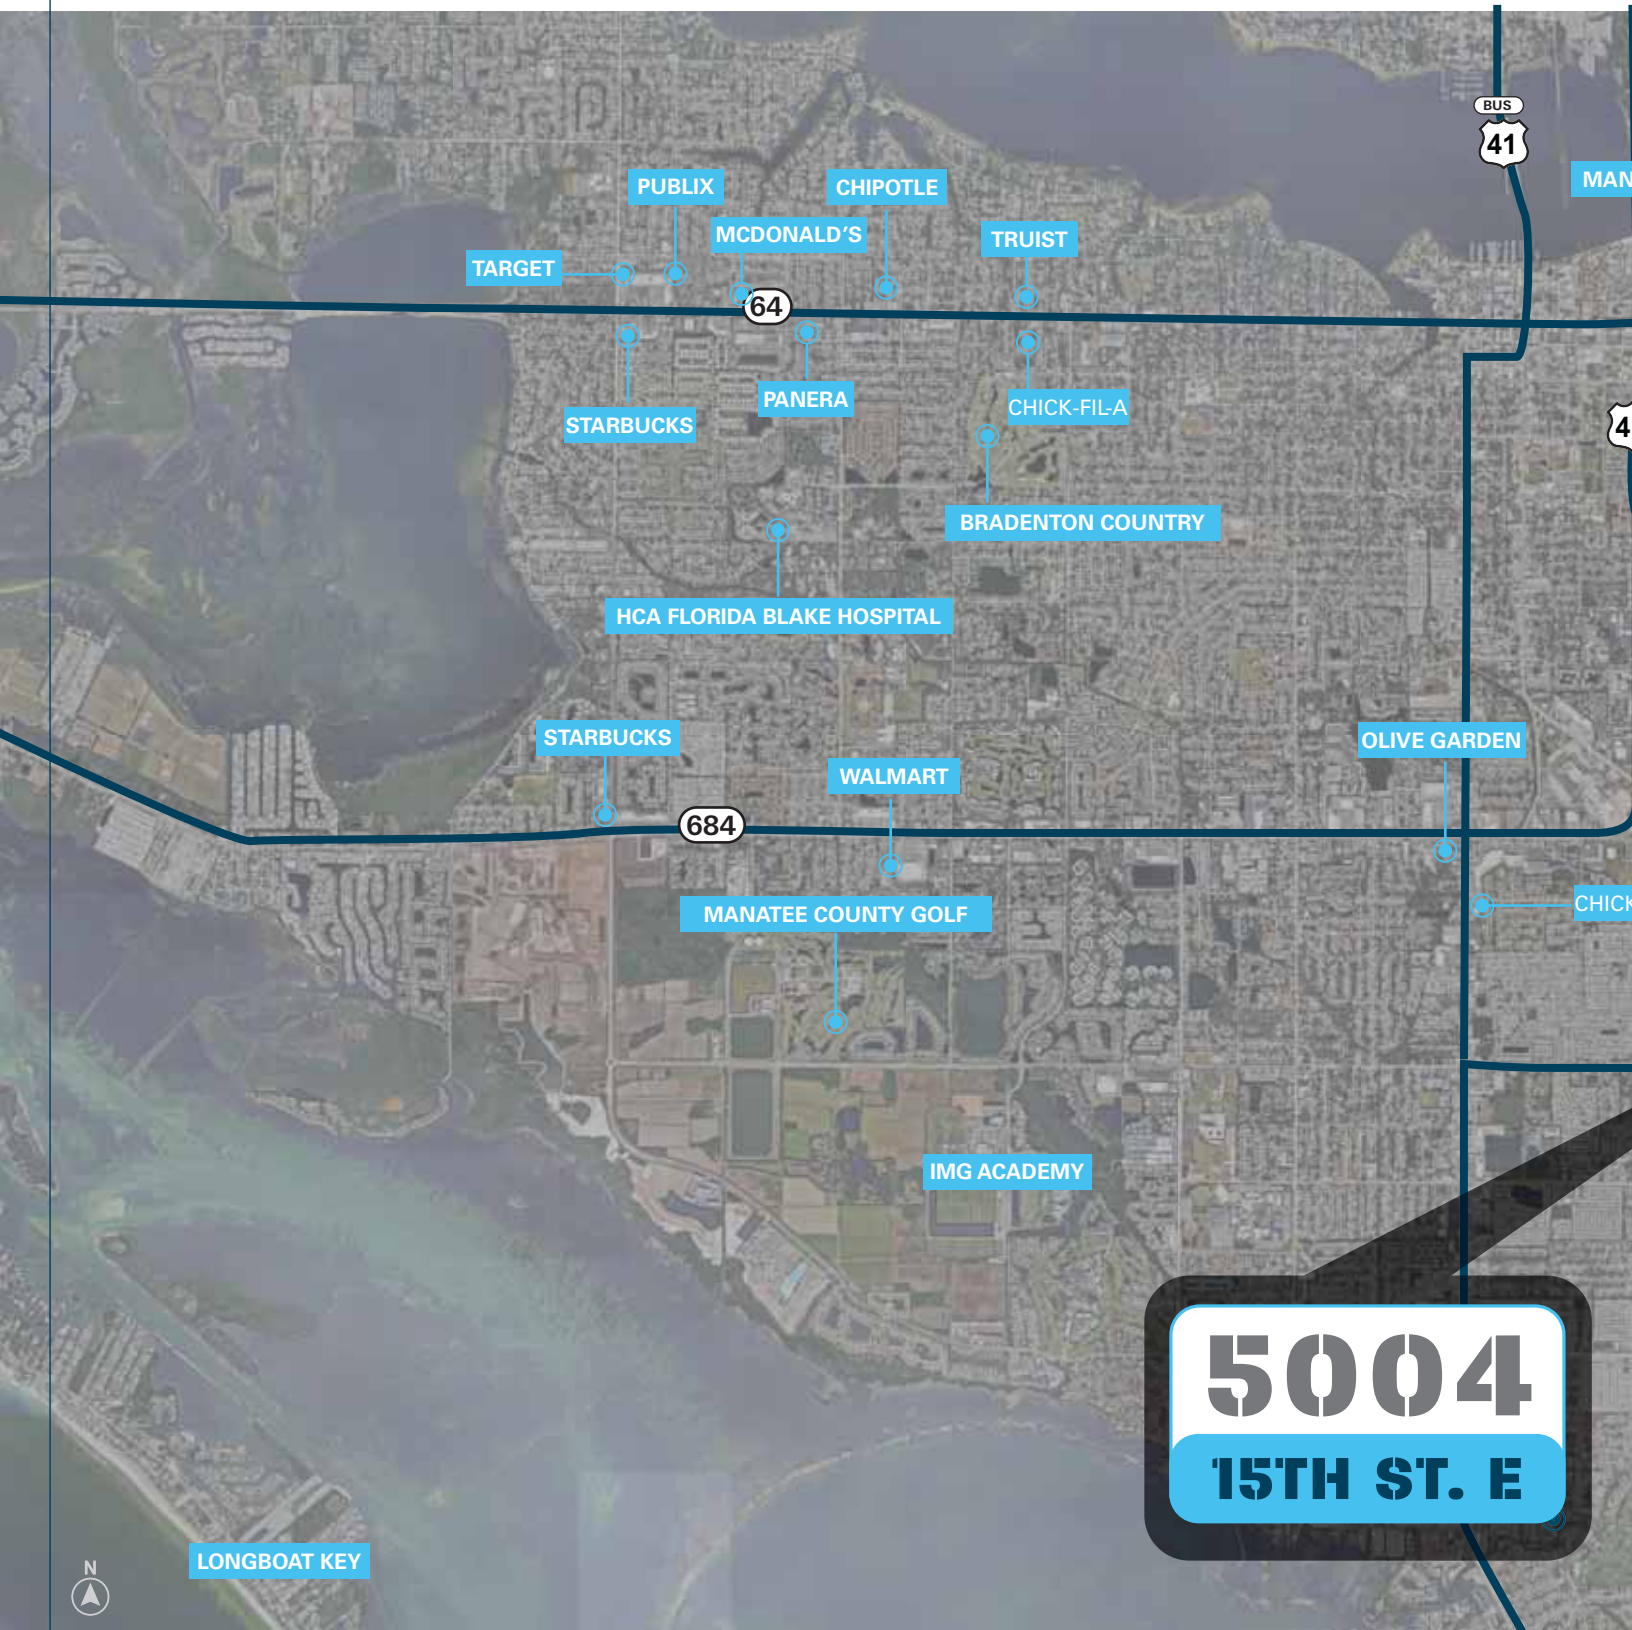 BUS
41
MAN
PUBLIX
CHIPOTLE
MCDONALD'S
TRUIST
TARGET
64
PANERA
CHICK-FIL-A
STARBUCKS
4
BRADENTON COUNTRY
HCA FLORIDA BLAKE HOSPITAL
STARBUCKS
OLIVE GARDEN
WALMART
684
CHICK
MANATEE COUNTY GOLF
IMG ACADEMY
5004
15TH ST. E
LONGBOAT KEY
N